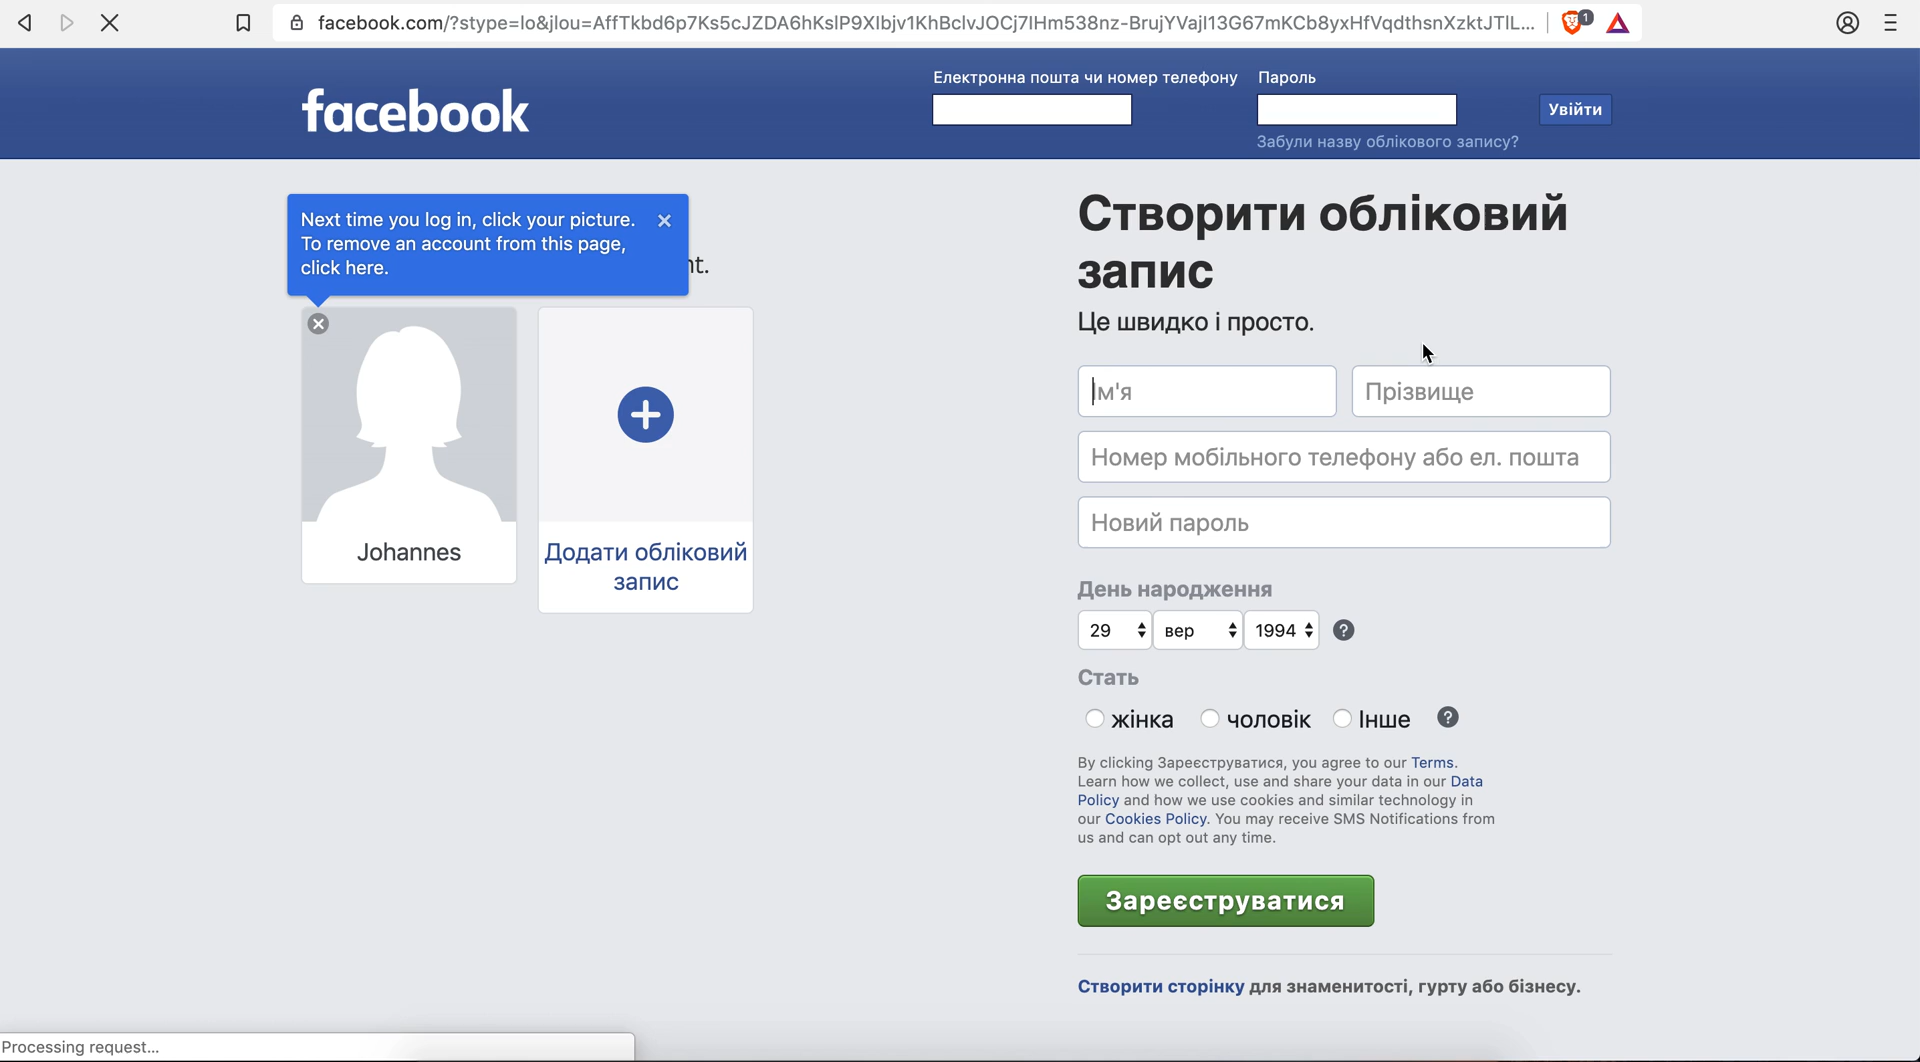 facebook.com/?stype=lo&jlou=AffTkbd6p7Ks5cJZDA6hKslP9XIbjv1KhBclvJOCj7IHm538nz-BrujYVajI13G67mKCb8yxHfVqdthsnXzktJTlL...
1
facebook
Електронна пошта чи номер телефону
Пароль
Увійти
Забули назву облікового запису?
Next time you log in, click your picture.
To remove an account from this page,
click here.
Johannes
Додати обліковий
запис
Створити обліковий
запис
Це швидко і просто.
Ім'я
Прізвище
Номер мобільного телефону або ел. пошта
Новий пароль
День народження
29 вер 1994 ?
Стать
жінка чоловік Інше ?
By clicking Зареєструватися, you agree to our Terms.
Learn how we collect, use and share your data in our Data
Policy and how we use cookies and similar technology in
our Cookies Policy. You may receive SMS Notifications from
us and can opt out any time.
Зареєструватися
Створити сторінку для знаменитості, гурту або бізнесу.
Processing request...